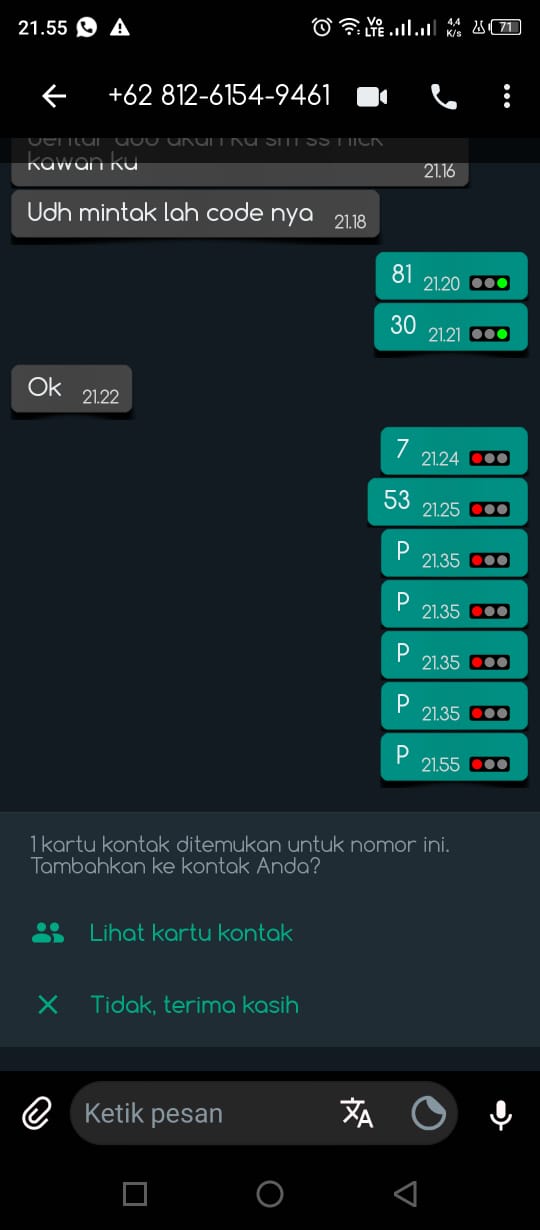 21.55
Vo LTE
4,4 K/s
71
+62 812-6154-9461
kawan ku 21.16
Udh mintak lah code nya 21.18
81 21.20
30 21.21
Ok 21.22
7 21.24
53 21.25
P 21.35
P 21.35
P 21.35
P 21.35
P 21.55
1 kartu kontak ditemukan untuk nomor ini.
Tambahkan ke kontak Anda?
Lihat kartu kontak
Tidak, terima kasih
Ketik pesan